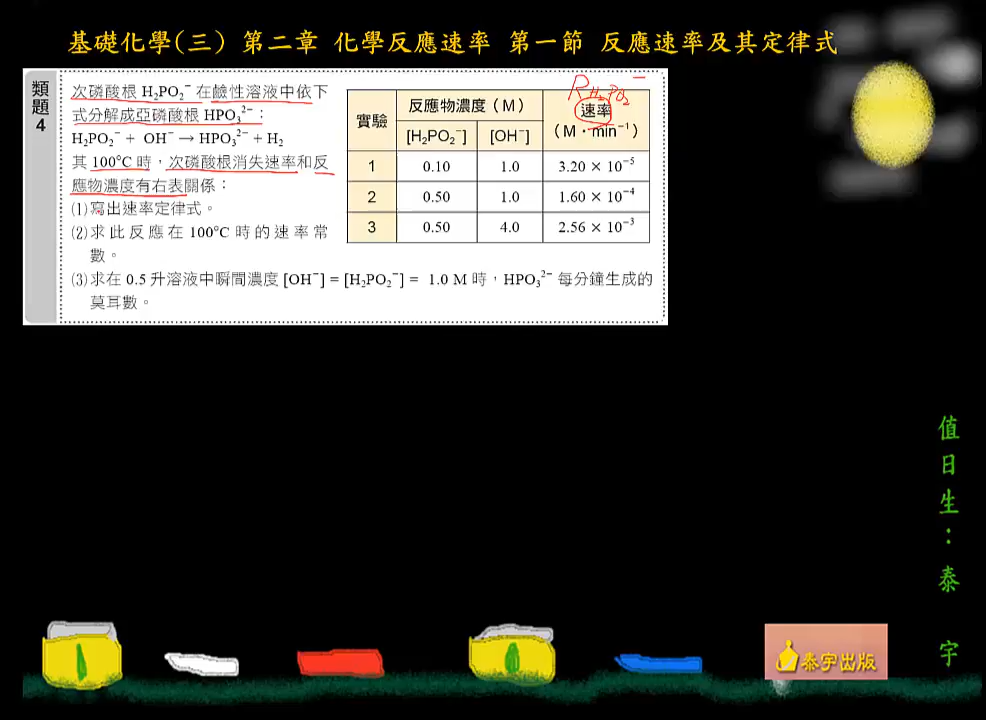 基礎化學(三) 第二章 化學反應速率 第一節 反應速率及其定律式
類題4
次磷酸根 H₂PO₂⁻ 在鹼性溶液中依下
式分解成亞磷酸根 HPO₃²⁻：
H₂PO₂⁻ + OH⁻ → HPO₃²⁻ + H₂
其 100°C 時，次磷酸根消失速率和反
應物濃度有右表關係：
(1)寫出速率定律式。
(2)求此反應在 100°C 時的速率常
數。
(3)求在 0.5 升溶液中瞬間濃度 [OH⁻] = [H₂PO₂⁻] = 1.0 M 時，HPO₃²⁻ 每分鐘生成的
莫耳數。
R H₂PO₂⁻
實驗 反應物濃度（M） 速率
[H₂PO₂⁻] [OH⁻] （M·min⁻¹）
1 0.10 1.0 3.20 × 10⁻⁵
2 0.50 1.0 1.60 × 10⁻⁴
3 0.50 4.0 2.56 × 10⁻³
值日生：泰宇
泰宇出版